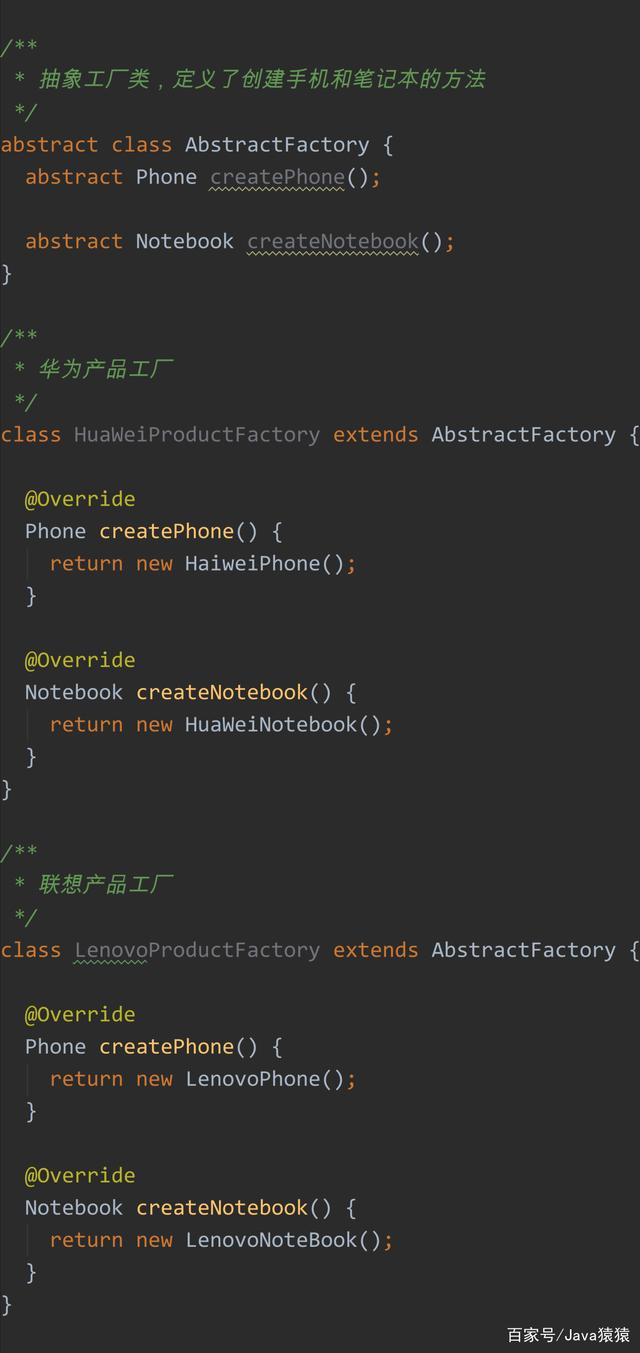 /**
 * 抽象工厂类，定义了创建手机和笔记本的方法
 */
abstract class AbstractFactory {
  abstract Phone createPhone();
  abstract Notebook createNotebook();
}
/**
 * 华为产品工厂
 */
class HuaWeiProductFactory extends AbstractFactory {
  @Override
  Phone createPhone() {
    return new HaiweiPhone();
  }
  @Override
  Notebook createNotebook() {
    return new HuaWeiNotebook();
  }
}
/**
 * 联想产品工厂
 */
class LenovoProductFactory extends AbstractFactory {
  @Override
  Phone createPhone() {
    return new LenovoPhone();
  }
  @Override
  Notebook createNotebook() {
    return new LenovoNoteBook();
  }
}
百家号/Java猿猿